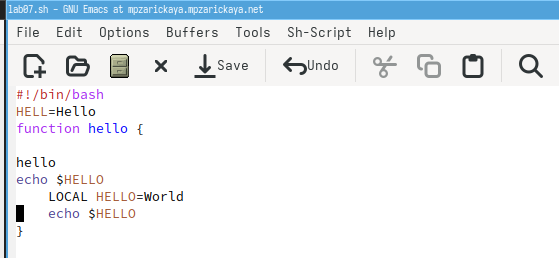 lab07.sh - GNU Emacs at mpzarickaya.mpzarickaya.net
File Edit Options Buffers Tools Sh-Script Help
Save Undo
#!/bin/bash
HELL=Hello
function hello {
hello
echo $HELLO
LOCAL HELLO=World
echo $HELLO
}